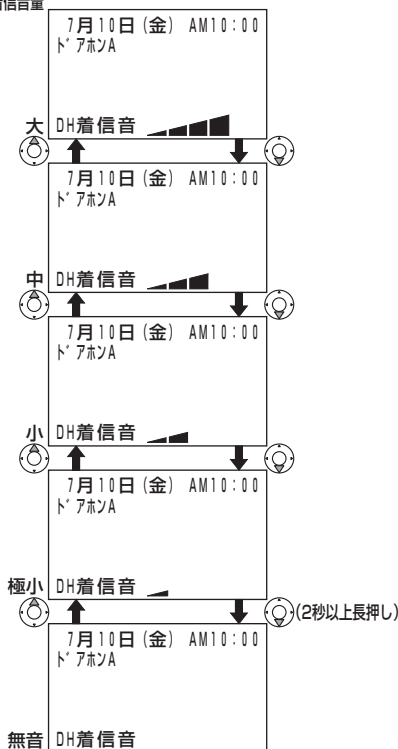 着信音量
7月10日(金) AM10:00
ドアホンA
大 DH着信音
7月10日(金) AM10:00
ドアホンA
中 DH着信音
7月10日(金) AM10:00
ドアホンA
小 DH着信音
7月10日(金) AM10:00
ドアホンA
極小 DH着信音
(2秒以上長押し)
7月10日(金) AM10:00
ドアホンA
無音 DH着信音